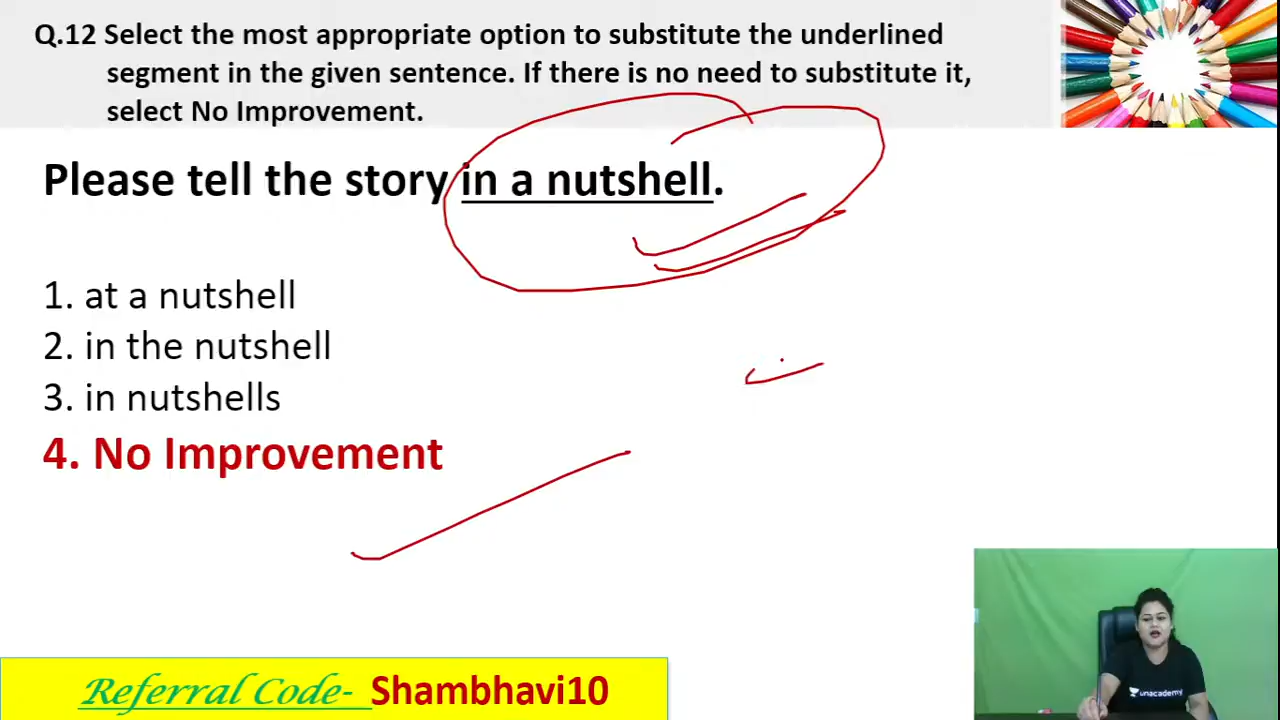 Q.12 Select the most appropriate option to substitute the underlined
segment in the given sentence. If there is no need to substitute it,
select No Improvement.
Please tell the story in a nutshell.
1. at a nutshell
2. in the nutshell
3. in nutshells
4. No Improvement
Referral Code- Shambhavi10
unacademy